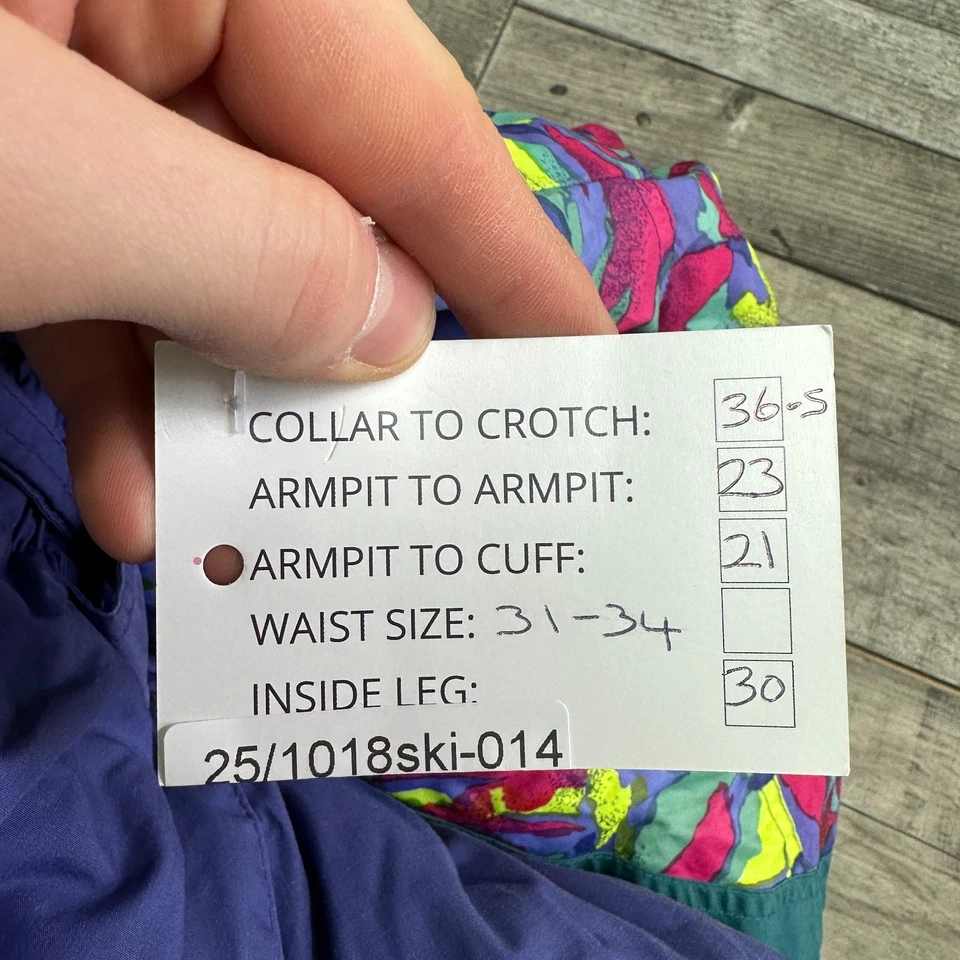 COLLAR TO CROTCH: 36.5
ARMPIT TO ARMPIT: 23
ARMPIT TO CUFF: 21
WAIST SIZE: 31-34
INSIDE LEG: 30
25/1018ski-014